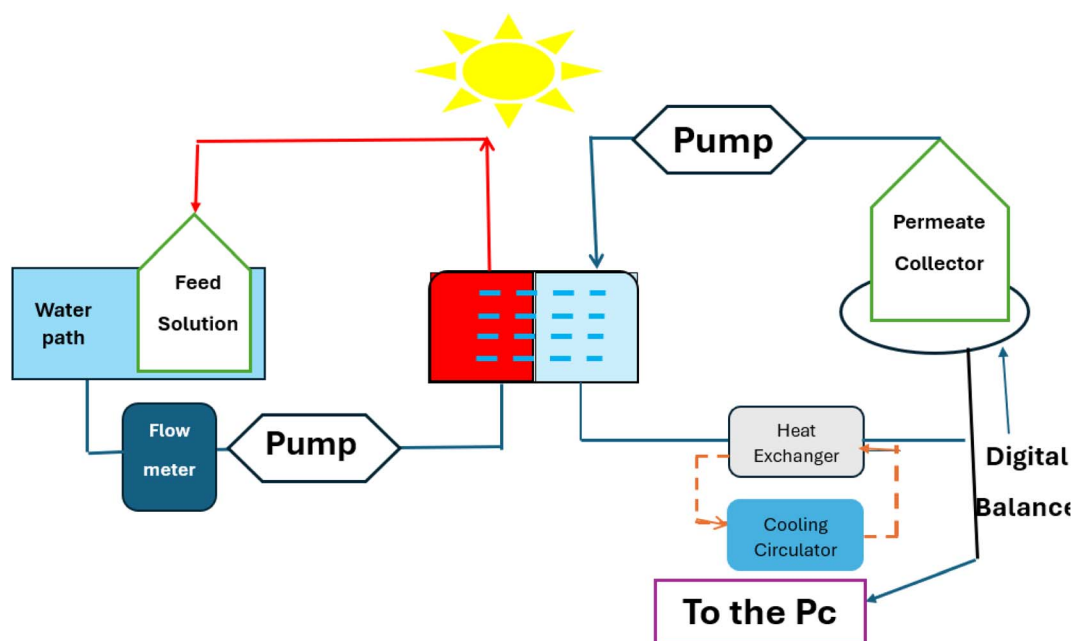 Pump
Permeate
Collector
Feed
Solution
Water
path
Flow
meter
Pump
Heat
Exchanger
Digital
Balance
Cooling
Circulator
To the Pc